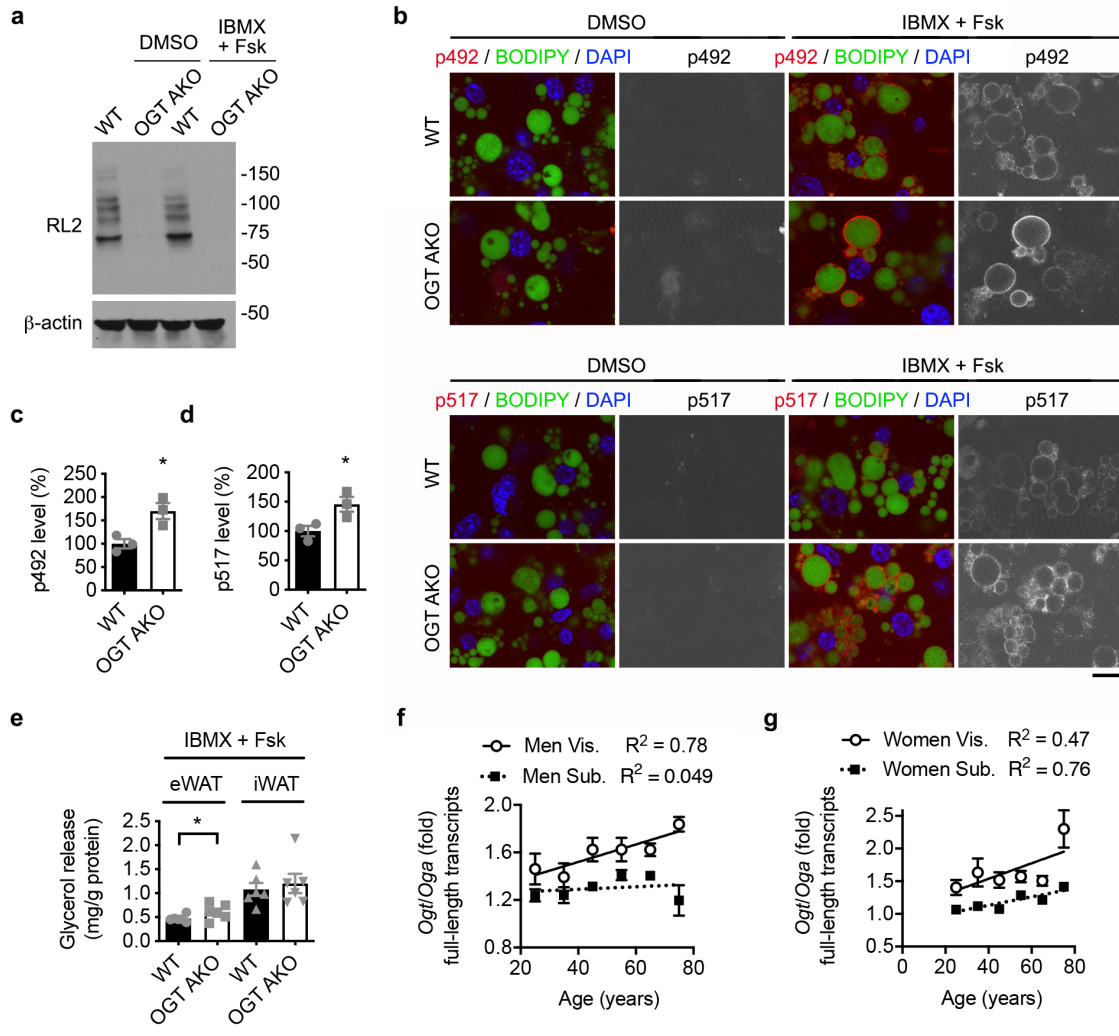 a
DMSO
IBMX + Fsk
WT
OGT AKO
WT
OGT AKO
RL2
-150
-100
-75
-50
β-actin
-50
b
DMSO
IBMX + Fsk
p492 / BODIPY / DAPI
p492
p492 / BODIPY / DAPI
p492
WT
OGT AKO
DMSO
IBMX + Fsk
p517 / BODIPY / DAPI
p517
p517 / BODIPY / DAPI
p517
WT
OGT AKO
c
p492 level (%)
250
200
150
100
50
0
*
WT
OGT AKO
d
p517 level (%)
200
150
100
50
0
*
WT
OGT AKO
e
IBMX + Fsk
eWAT
iWAT
Glycerol release
(mg/g protein)
2.5
2.0
1.5
1.0
0.5
0.0
*
WT
OGT AKO
WT
OGT AKO
f
Men Vis. R² = 0.78
Men Sub. R² = 0.049
Ogt/Oga (fold)
full-length transcripts
2.0
1.6
1.2
0.8
20
40
60
80
Age (years)
g
Women Vis. R² = 0.47
Women Sub. R² = 0.76
Ogt/Oga (fold)
full-length transcripts
2.5
2.0
1.5
1.0
0.5
0
20
40
60
80
Age (years)